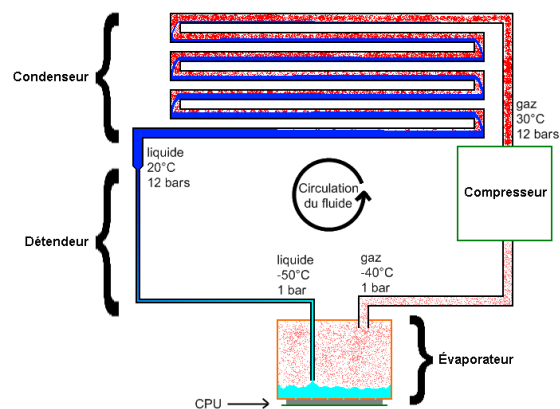 Condenseur
gaz
30°C
12 bars
liquide
20°C
12 bars
Compresseur
Circulation
du fluide
Détendeur
liquide
-50°C
1 bar
gaz
-40°C
1 bar
Évaporateur
CPU